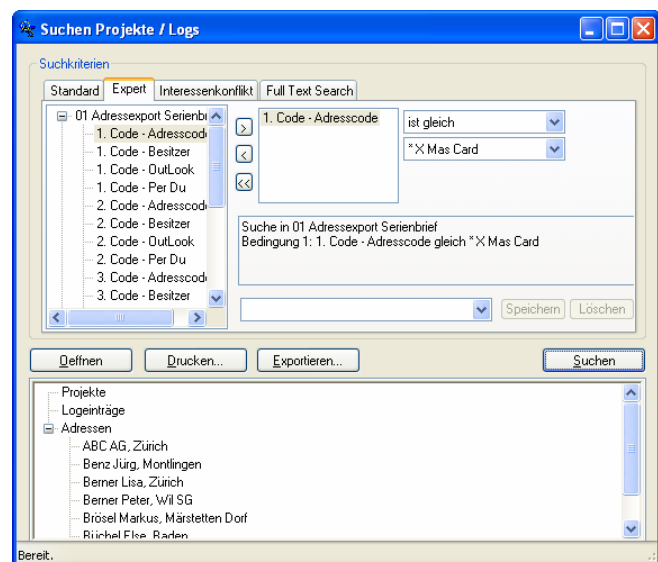 Suchen Projekte / Logs
Suchkriterien
Standard Expert Interessenkonflikt Full Text Search
01 Adressexport Serienbr
1. Code - Adresscod
1. Code - Besitzer
1. Code - OutLook
1. Code - Per Du
2. Code - Adresscod
2. Code - Besitzer
2. Code - OutLook
2. Code - Per Du
3. Code - Adresscod
3. Code - Besitzer
>
<
<<
1. Code - Adresscode
ist gleich
*X Mas Card
Suche in 01 Adressexport Serienbrief
Bedingung 1: 1. Code - Adresscode gleich *X Mas Card
Speichern Löschen
Oeffnen Drucken... Exportieren... Suchen
Projekte
Logeinträge
Adressen
ABC AG, Zürich
Benz Jürg, Montlingen
Berner Lisa, Zürich
Berner Peter, Wil SG
Brösel Markus, Märstetten Dorf
Büchel Else, Baden
Bereit.